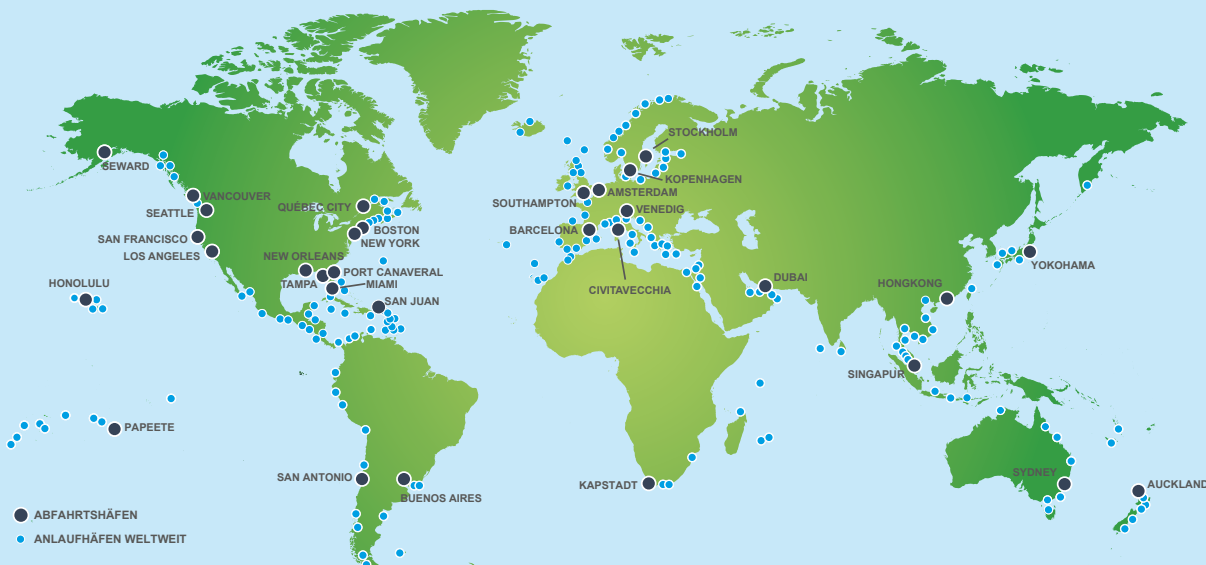 STOCKHOLM
SEWARD
KOPENHAGEN
VANCOUVER
AMSTERDAM
SOUTHAMPTON
QUÉBEC CITY
SEATTLE
VENEDIG
BOSTON
BARCELONA
SAN FRANCISCO
NEW YORK
LOS ANGELES
NEW ORLEANS
YOKOHAMA
PORT CANAVERAL
DUBAI
HONOLULU
TAMPA
MIAMI
HONGKONG
CIVITAVECCHIA
SAN JUAN
SINGAPUR
PAPEETE
SYDNEY
SAN ANTONIO
KAPSTADT
AUCKLAND
BUENOS AIRES
ABFAHRTSHÄFEN
ANLAUFHÄFEN WELTWEIT